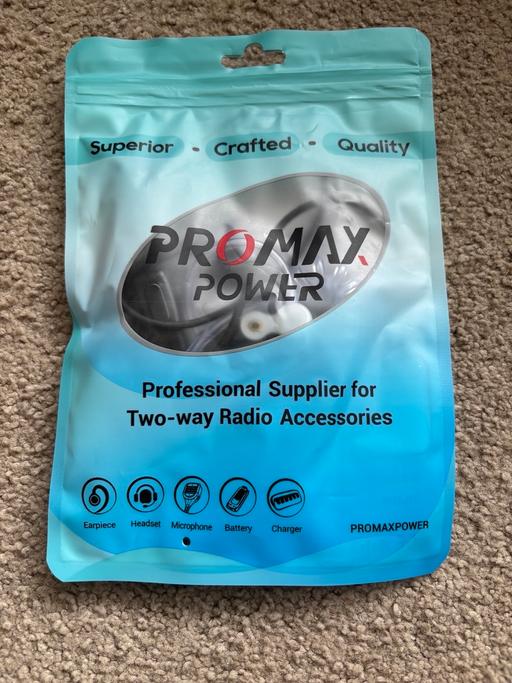 Superior • Crafted • Quality
PROMAX
POWER
Professional Supplier for
Two-way Radio Accessories
Earpiece Headset Microphone Battery Charger PROMAXPOWER